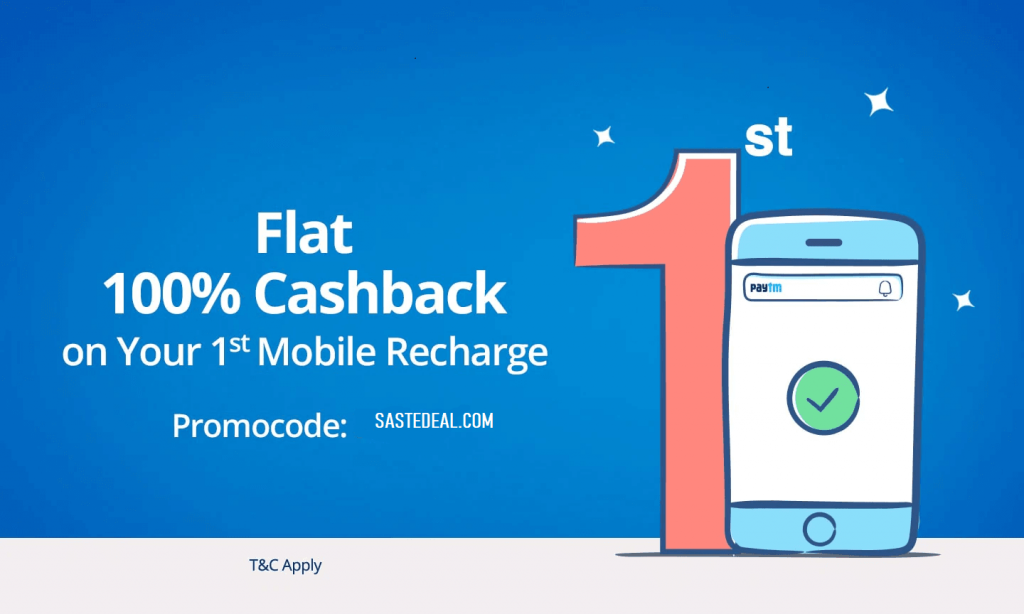 Flat
100% Cashback
on Your 1st Mobile Recharge
Promocode: SASTEDEAL.COM
T&C Apply
1st
paytm